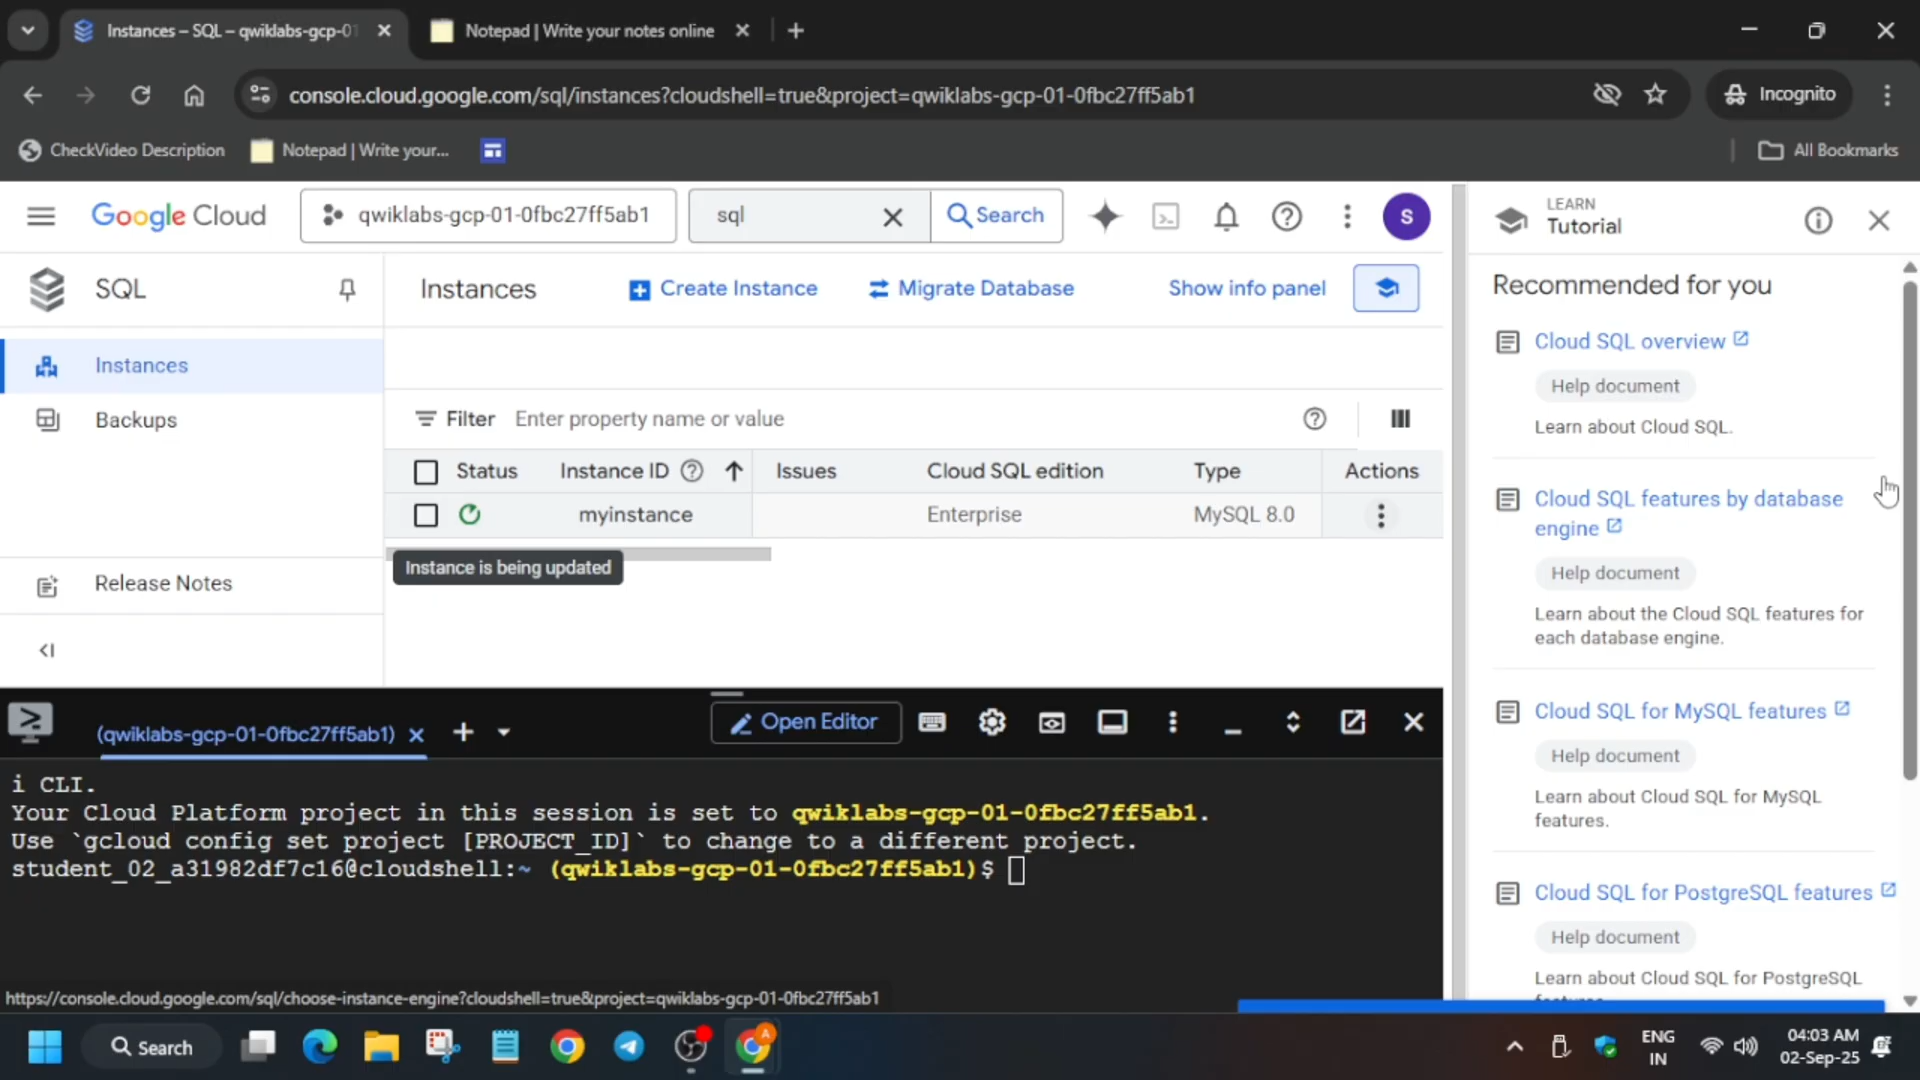 Instances – SQL – qwiklabs-gcp-01
Notepad | Write your notes online
console.cloud.google.com/sql/instances?cloudshell=true&project=qwiklabs-gcp-01-0fbc27ff5ab1
Incognito
CheckVideo Description
Notepad | Write your...
All Bookmarks
Google Cloud
qwiklabs-gcp-01-0fbc27ff5ab1
sql
Search
S
LEARN
Tutorial
SQL
Instances
Create Instance
Migrate Database
Show info panel
Recommended for you
Instances
Backups
Release Notes
Filter
Enter property name or value
Status
Instance ID
Issues
Cloud SQL edition
Type
Actions
myinstance
Enterprise
MySQL 8.0
Instance is being updated
Cloud SQL overview
Help document
Learn about Cloud SQL.
Cloud SQL features by database
engine
Help document
Learn about the Cloud SQL features for
each database engine.
Cloud SQL for MySQL features
Help document
Learn about Cloud SQL for MySQL
features.
Cloud SQL for PostgreSQL features
Help document
Learn about Cloud SQL for PostgreSQL
features.
(qwiklabs-gcp-01-0fbc27ff5ab1)
Open Editor
i CLI.
Your Cloud Platform project in this session is set to qwiklabs-gcp-01-0fbc27ff5ab1.
Use `gcloud config set project [PROJECT_ID]` to change to a different project.
student_02_a31982df7c16@cloudshell:~ (qwiklabs-gcp-01-0fbc27ff5ab1)$
https://console.cloud.google.com/sql/choose-instance-engine?cloudshell=true&project=qwiklabs-gcp-01-0fbc27ff5ab1
Search
A
ENG
IN
04:03 AM
02-Sep-25